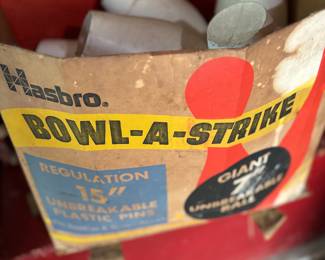 Hasbro®
BOWL-A-STRIKE
REGULATION
15"
UNBREAKABLE
PLASTIC PINS
GIANT
7"
UNBREAKABLE
BALL